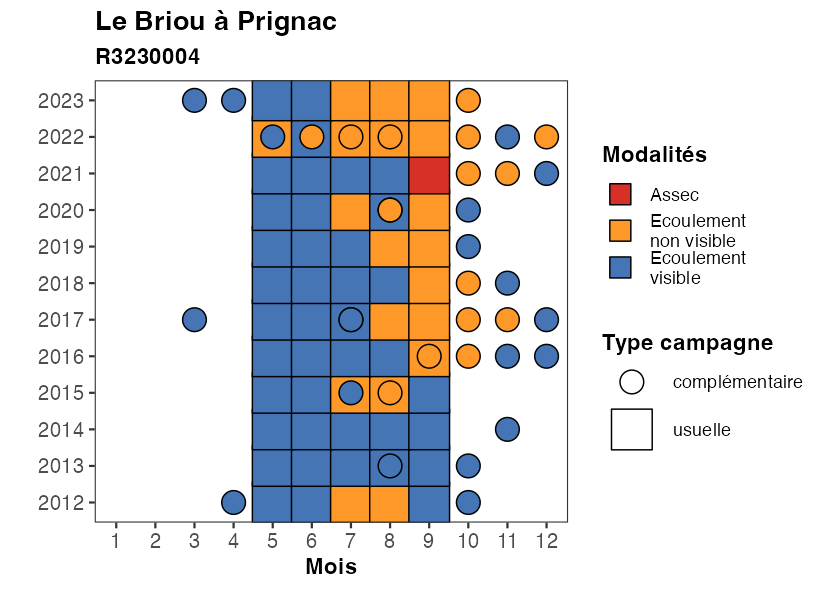 Le Briou à Prignac
R3230004
2023
2022
2021
2020
2019
2018
2017
2016
2015
2014
2013
2012
1 2 3 4 5 6 7 8 9 10 11 12
Mois
Modalités
Assec
Ecoulement
non visible
Ecoulement
visible
Type campagne
complémentaire
usuelle